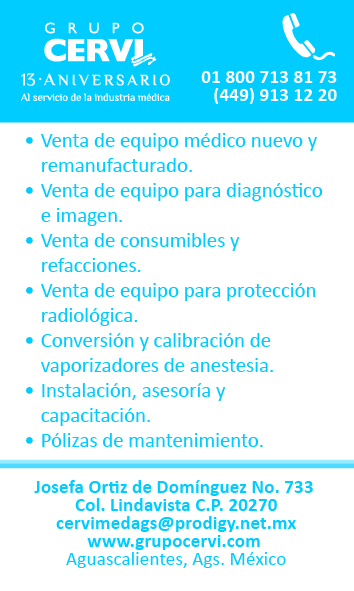 GRUPO
CERVI
13·ANIVERSARIO
Al servicio de la industria médica
01 800 713 81 73
(449) 913 12 20
• Venta de equipo médico nuevo y
remanufacturado.
• Venta de equipo para diagnóstico
e imagen.
• Venta de consumibles y
refacciones.
• Venta de equipo para protección
radiológica.
• Conversión y calibración de
vaporizadores de anestesia.
• Instalación, asesoría y
capacitación.
• Pólizas de mantenimiento.
Josefa Ortiz de Domínguez No. 733
Col. Lindavista C.P. 20270
cervimedags@prodigy.net.mx
www.grupocervi.com
Aguascalientes, Ags. México